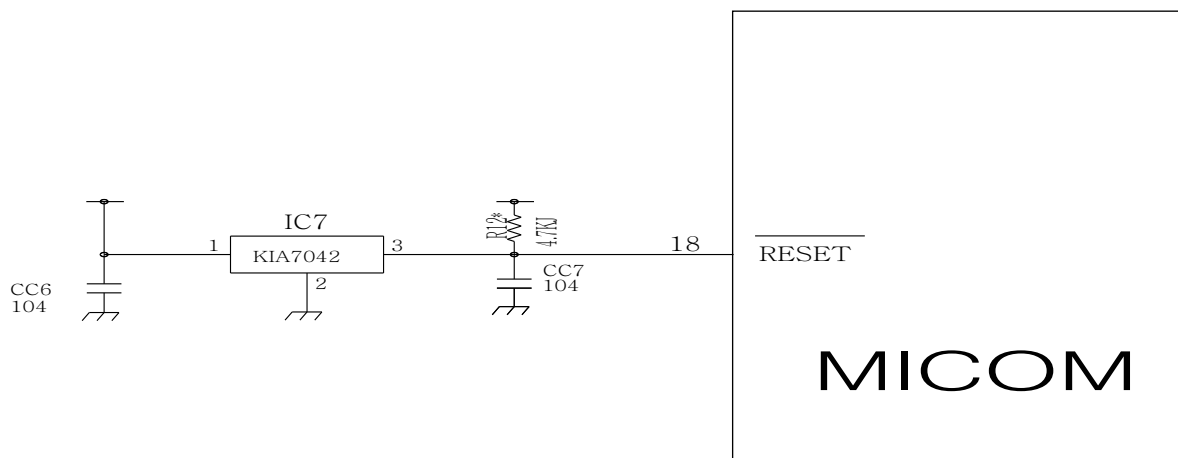 IC7
1
KIA7042
3
2
CC6
104
R12*
4.7KJ
CC7
104
18
RESET
MICOM